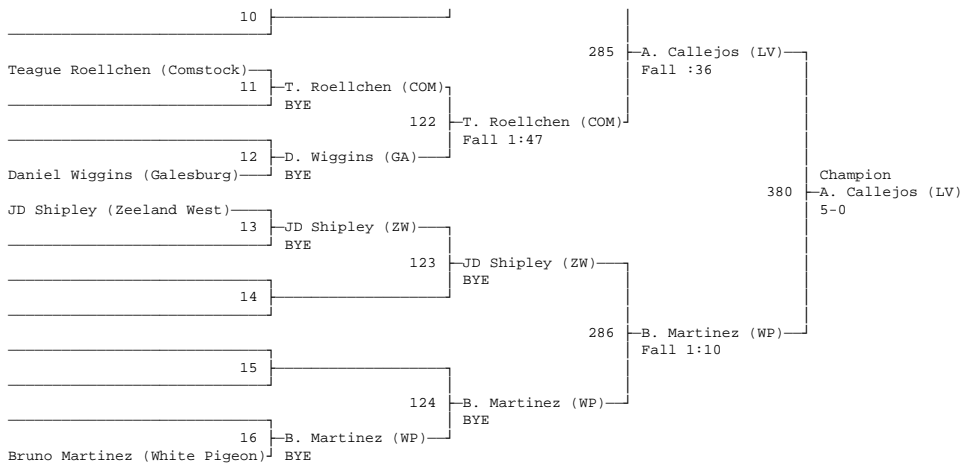 10
285 A. Callejos (LV)
Teague Roellchen (Comstock)
Fall :36
11 T. Roellchen (COM)
BYE
122 T. Roellchen (COM)
Fall 1:47
12 D. Wiggins (GA)
Daniel Wiggins (Galesburg)
BYE
Champion
380 A. Callejos (LV)
5-0
JD Shipley (Zeeland West)
13 JD Shipley (ZW)
BYE
123 JD Shipley (ZW)
BYE
14
286 B. Martinez (WP)
Fall 1:10
15
124 B. Martinez (WP)
BYE
16 B. Martinez (WP)
Bruno Martinez (White Pigeon)
BYE